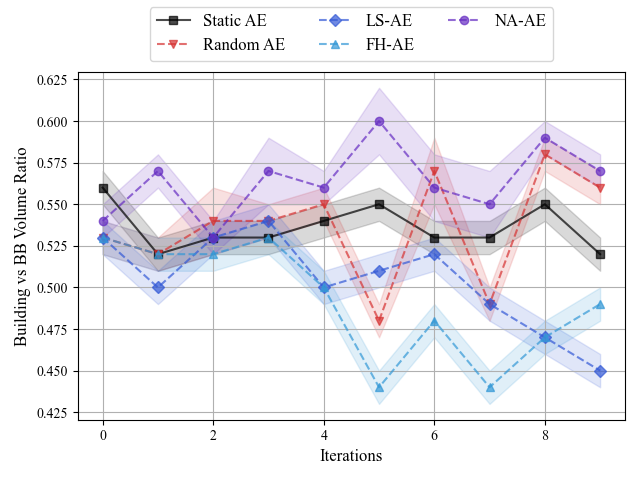 Static AE
Random AE
LS-AE
FH-AE
NA-AE
0.625
0.600
0.575
0.550
0.525
0.500
0.475
0.450
0.425
Building vs BB Volume Ratio
0 2 4 6 8
Iterations